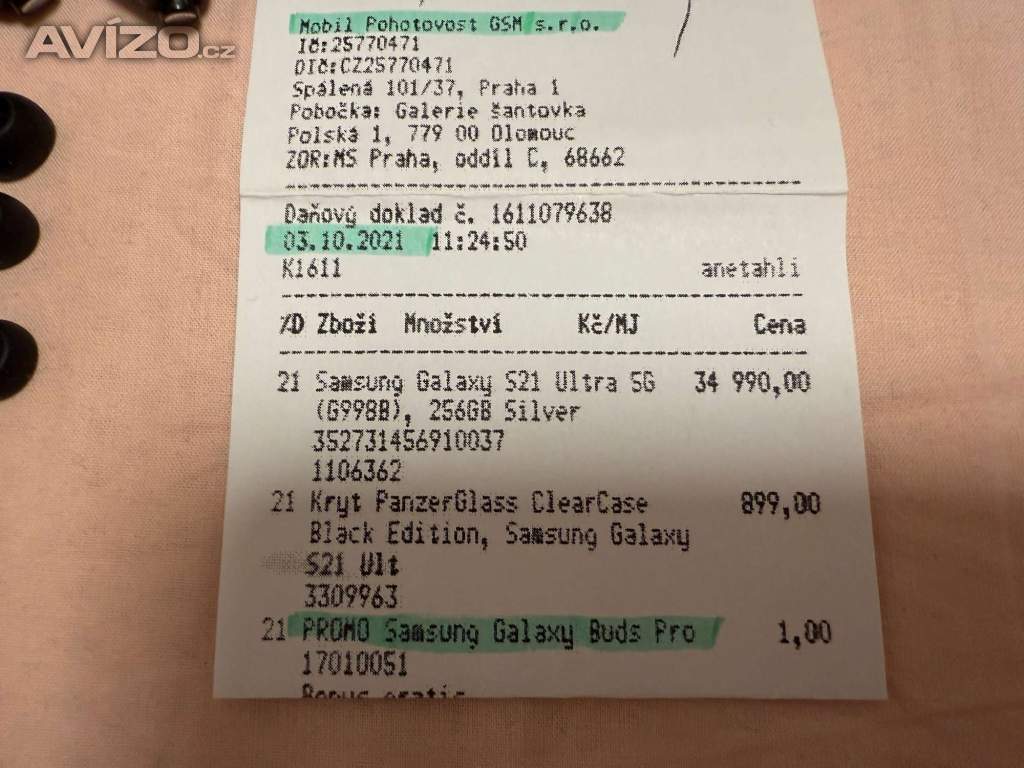 AVÍZO.cz
Mobil Pohotovost GSM s.r.o.
Ič:25770471
DIČ:CZ25770471
Spálená 101/37, Praha 1
Pobočka: Galerie šantovka
Polská 1, 779 00 Olomouc
ZOR:MS Praha, oddíl C, 68662
Daňový doklad č. 1611079638
03.10.2021 11:24:50
K1611 anetahli
%D Zboží Množství Kč/MJ Cena
21 Samsung Galaxy S21 Ultra 5G 34 990,00
(G998B), 256GB Silver
352731456910037
1106362
21 Kryt PanzerGlass ClearCase 899,00
Black Edition, Samsung Galaxy
S21 Ult
3309963
21 PROMO Samsung Galaxy Buds Pro 1,00
17010051
Bonus gratis